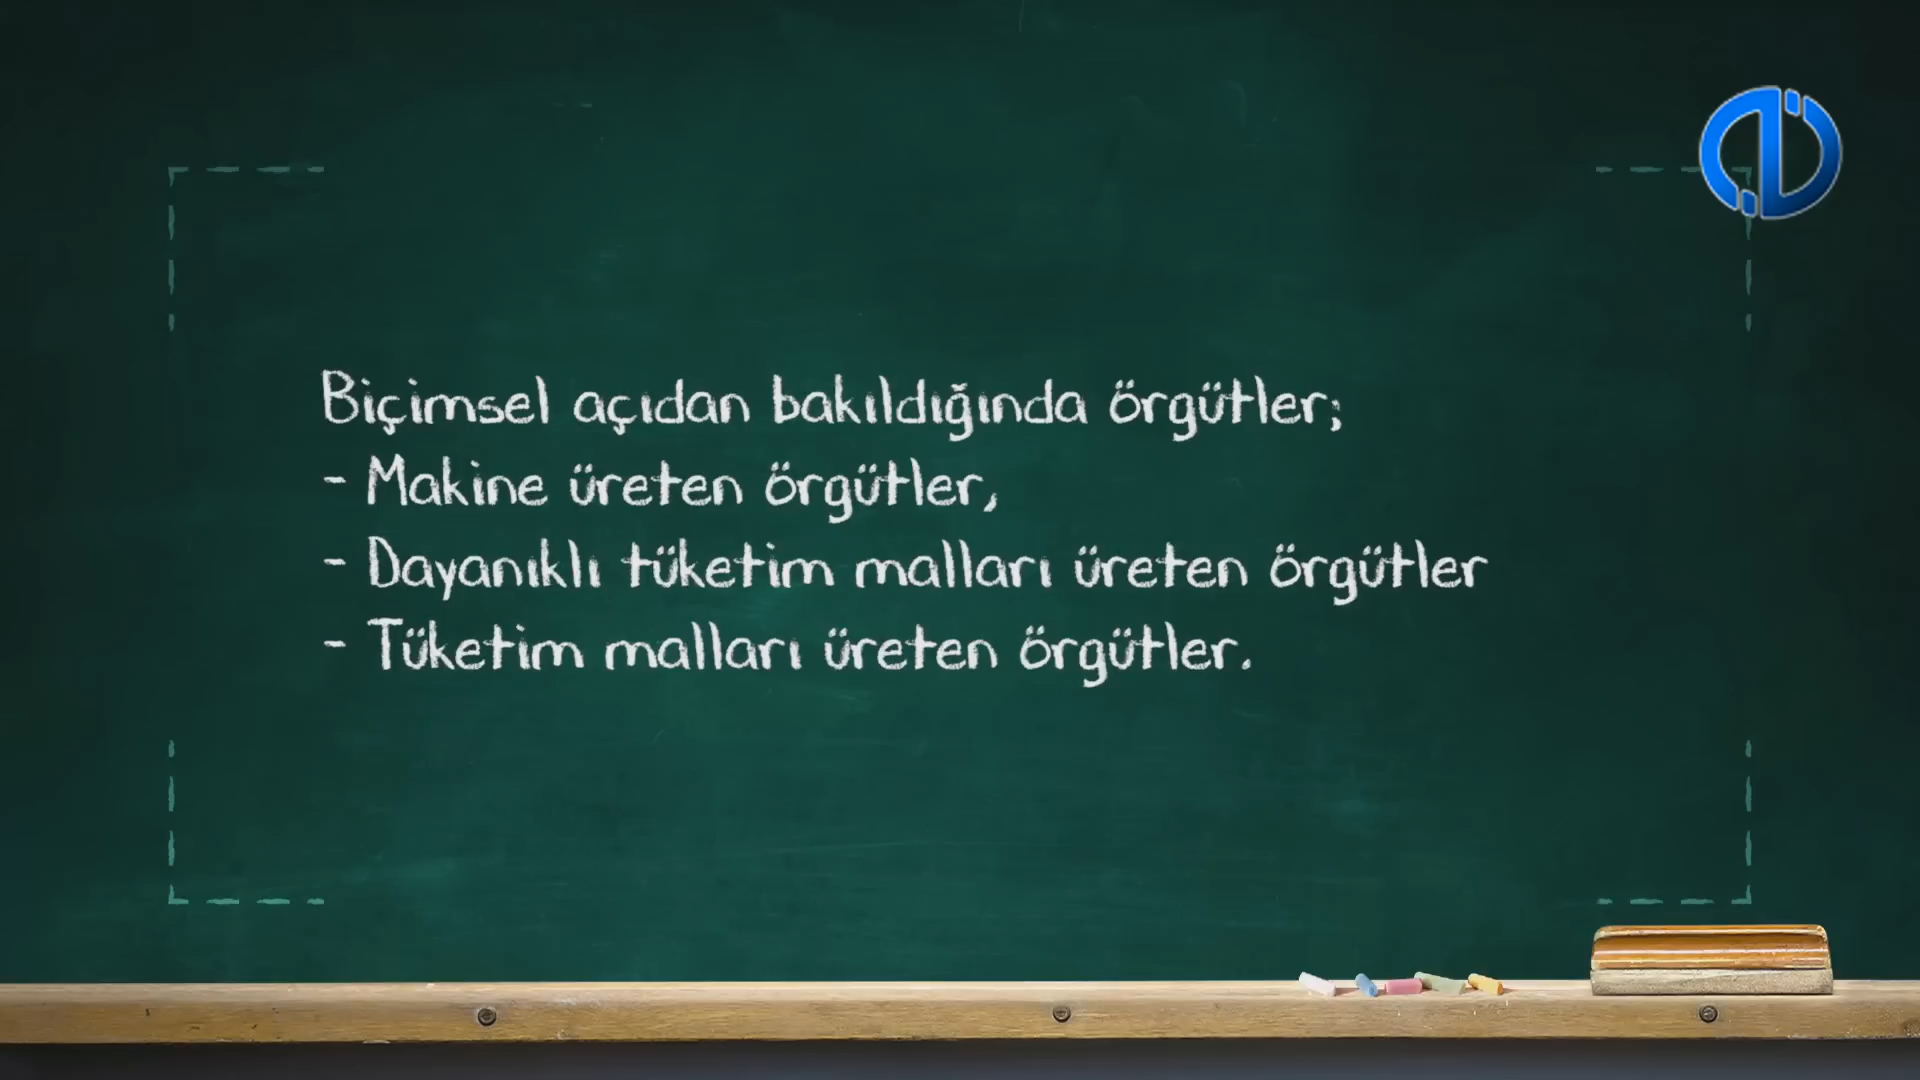 Biçimsel açıdan bakıldığında örgütler;
- Makine üreten örgütler,
- Dayanıklı tüketim malları üreten örgütler
- Tüketim malları üreten örgütler.